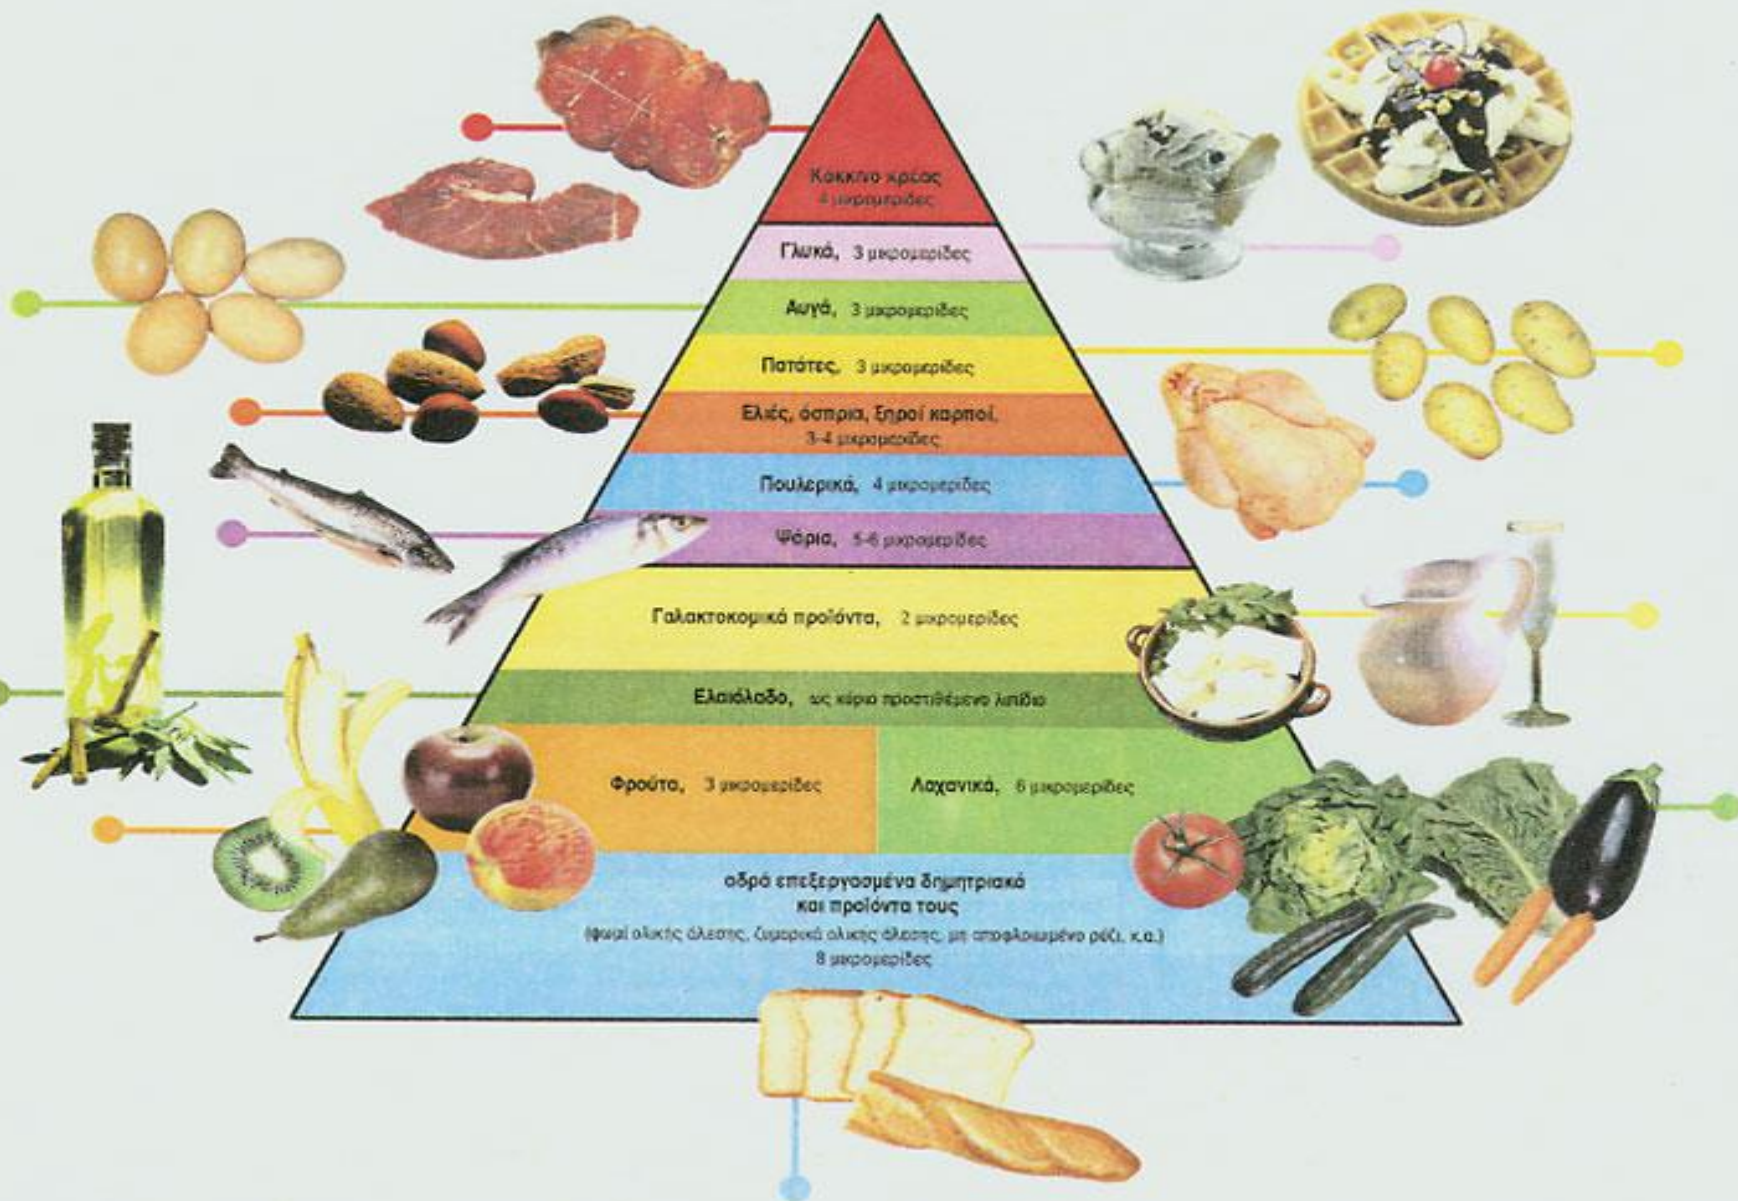 Κόκκινο κρέας
4 μικρομερίδες
Γλυκά, 3 μικρομερίδες
Αυγά, 3 μικρομερίδες
Πατάτες, 3 μικρομερίδες
Ελιές, όσπρια, ξηροί καρποί,
3-4 μικρομερίδες
Πουλερικά, 4 μικρομερίδες
Ψάρια, 5-6 μικρομερίδες
Γαλακτοκομικά προϊόντα, 2 μικρομερίδες
Ελαιόλαδο, ως κύριο προστιθέμενο λιπίδιο
Φρούτα, 3 μικρομερίδες
Λαχανικά, 6 μικρομερίδες
αδρά επεξεργασμένα δημητριακά
και προϊόντα τους
(ψωμί ολικής άλεσης, ζυμαρικά ολικής άλεσης, μη αποφλοιωμένο ρύζι, κ.α.)
8 μικρομερίδες